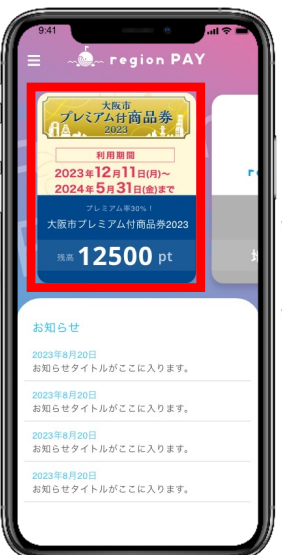 9:41
region PAY
大阪市
プレミアム付商品券
2023
利用期間
2023年12月11日(月)〜
2024年5月31日(金)まで
プレミアム率30%！
大阪市プレミアム付商品券2023
残高 12500 pt
お知らせ
2023年8月20日
お知らせタイトルがここに入ります。
2023年8月20日
お知らせタイトルがここに入ります。
2023年8月20日
お知らせタイトルがここに入ります。
2023年8月20日
お知らせタイトルがここに入ります。